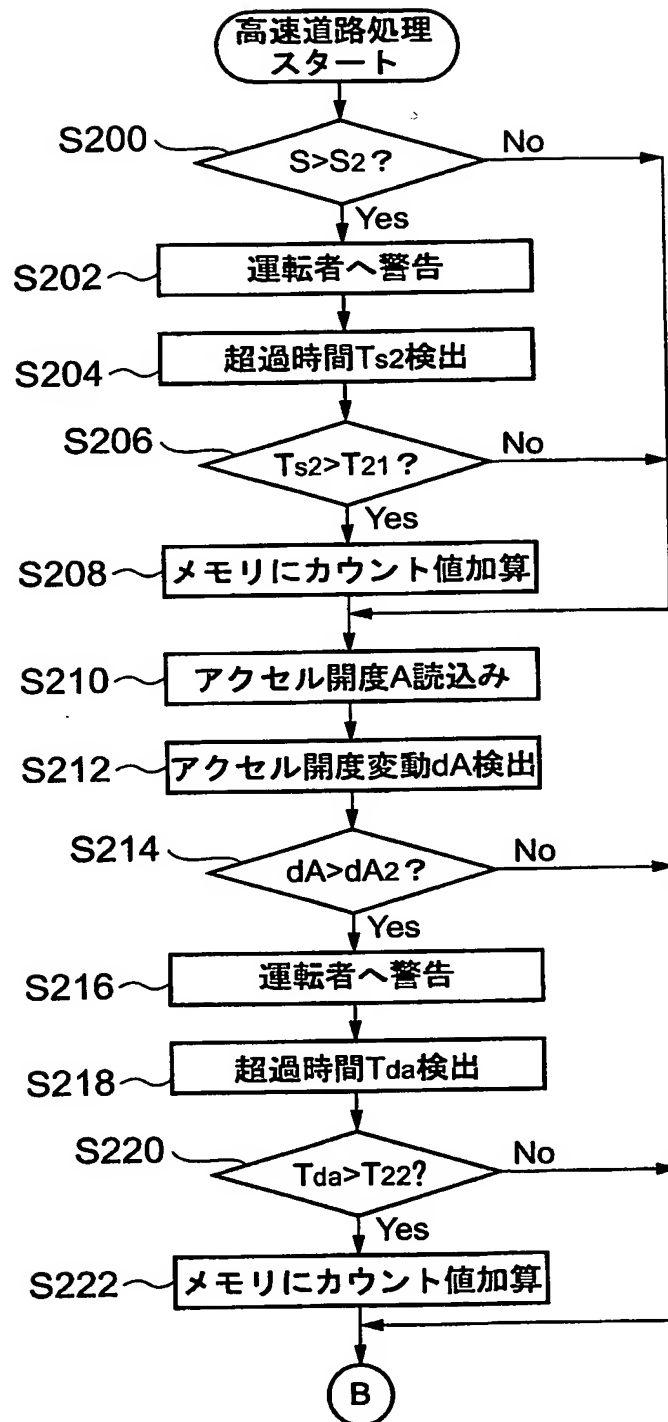 高速道路処理
スタート
S200
S>S2?
No
Yes
S202
運転者へ警告
S204
超過時間Ts2検出
S206
Ts2>T21?
No
Yes
S208
メモリにカウント値加算
S210
アクセル開度A読込み
S212
アクセル開度変動dA検出
S214
dA>dA2?
No
Yes
S216
運転者へ警告
S218
超過時間Tda検出
S220
Tda>T22?
No
Yes
S222
メモリにカウント値加算
B